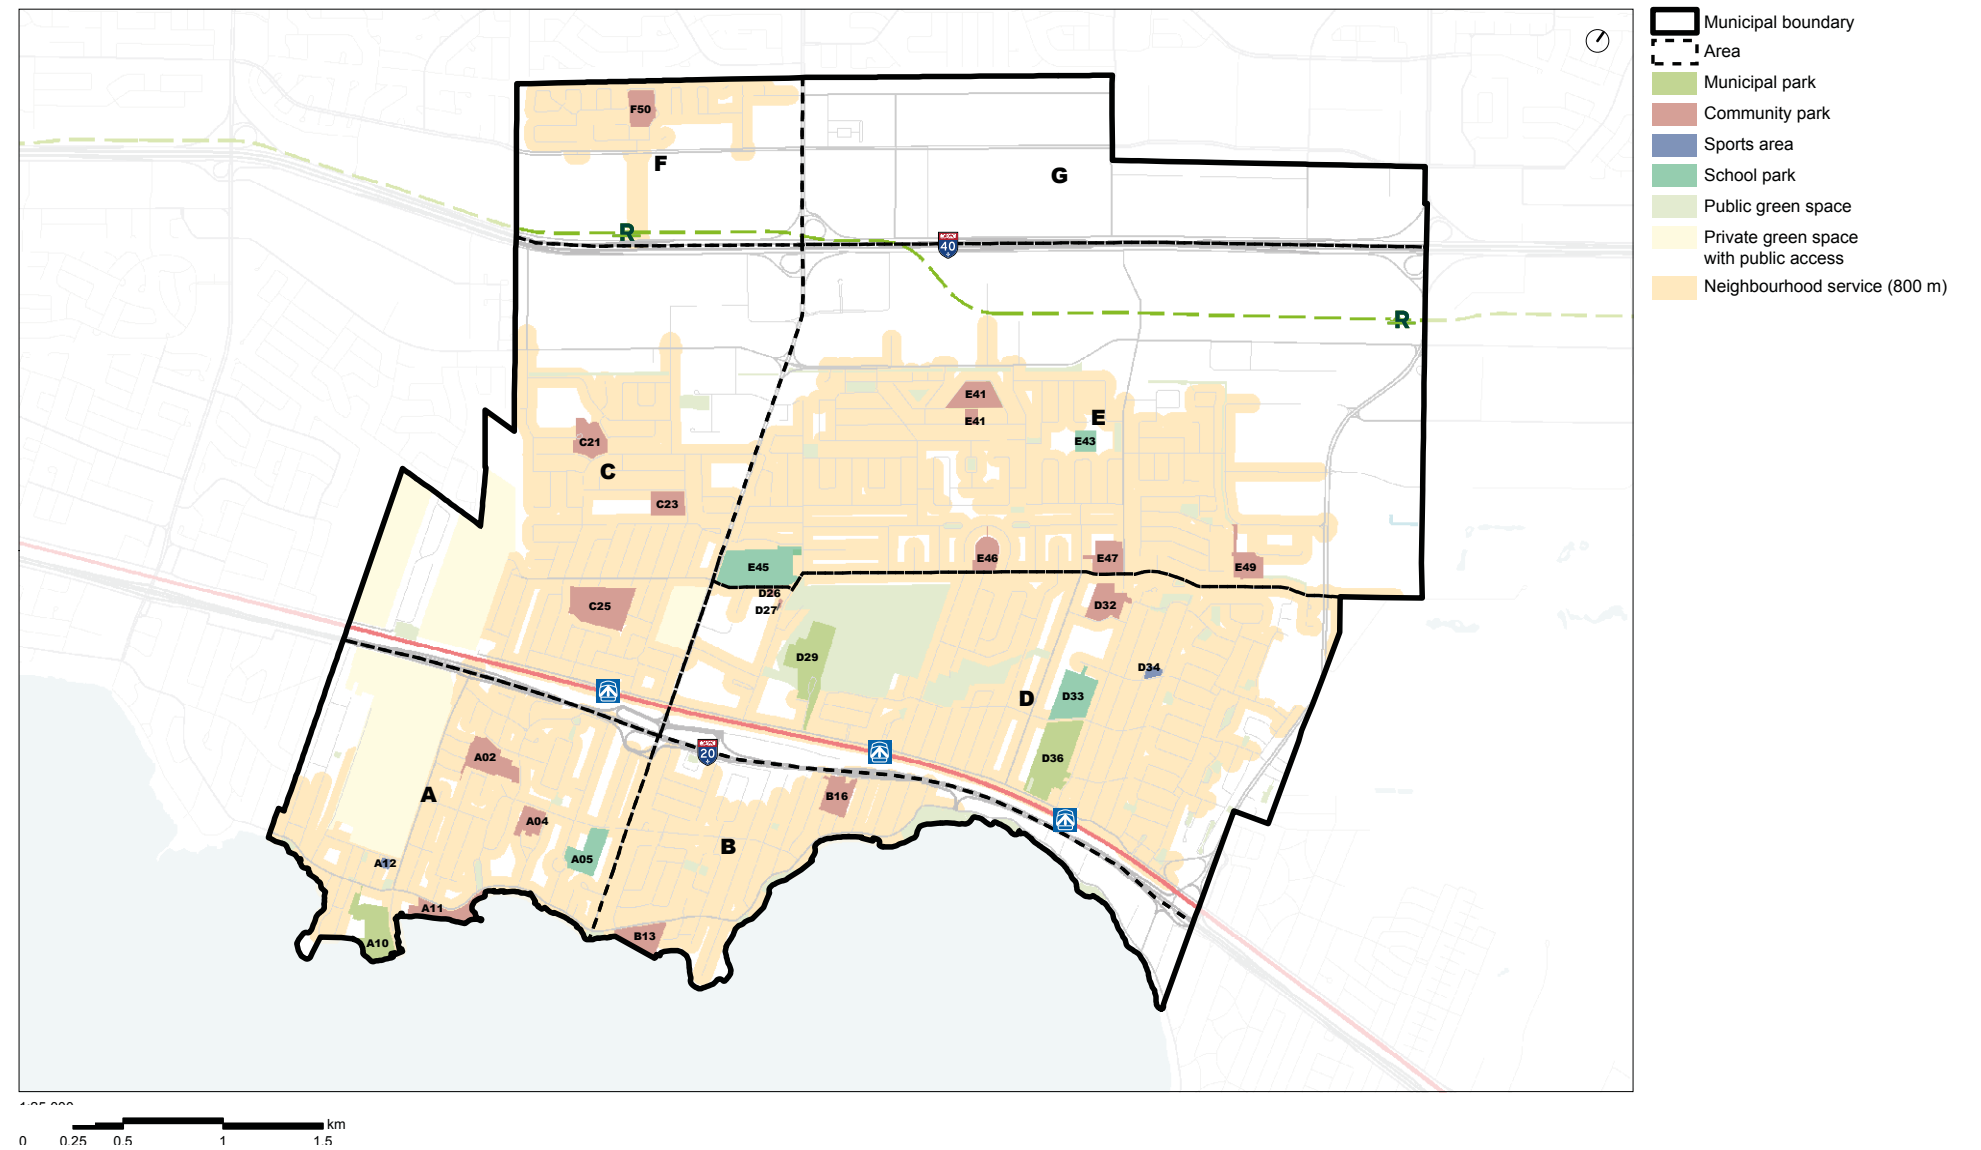 Municipal boundary
Area
Municipal park
Community park
Sports area
School park
Public green space
Private green space
with public access
Neighbourhood service (800 m)
F50
F
G
R
40
R
E41
E41
E
E43
C21
C
C23
E45
E46
E47
E49
D26
D27
C25
D32
D29
D34
D33
D
20
A02
D36
A
B16
A04
B
A05
A12
A11
A10
B13
km
0 0.25 0.5 1 1.5